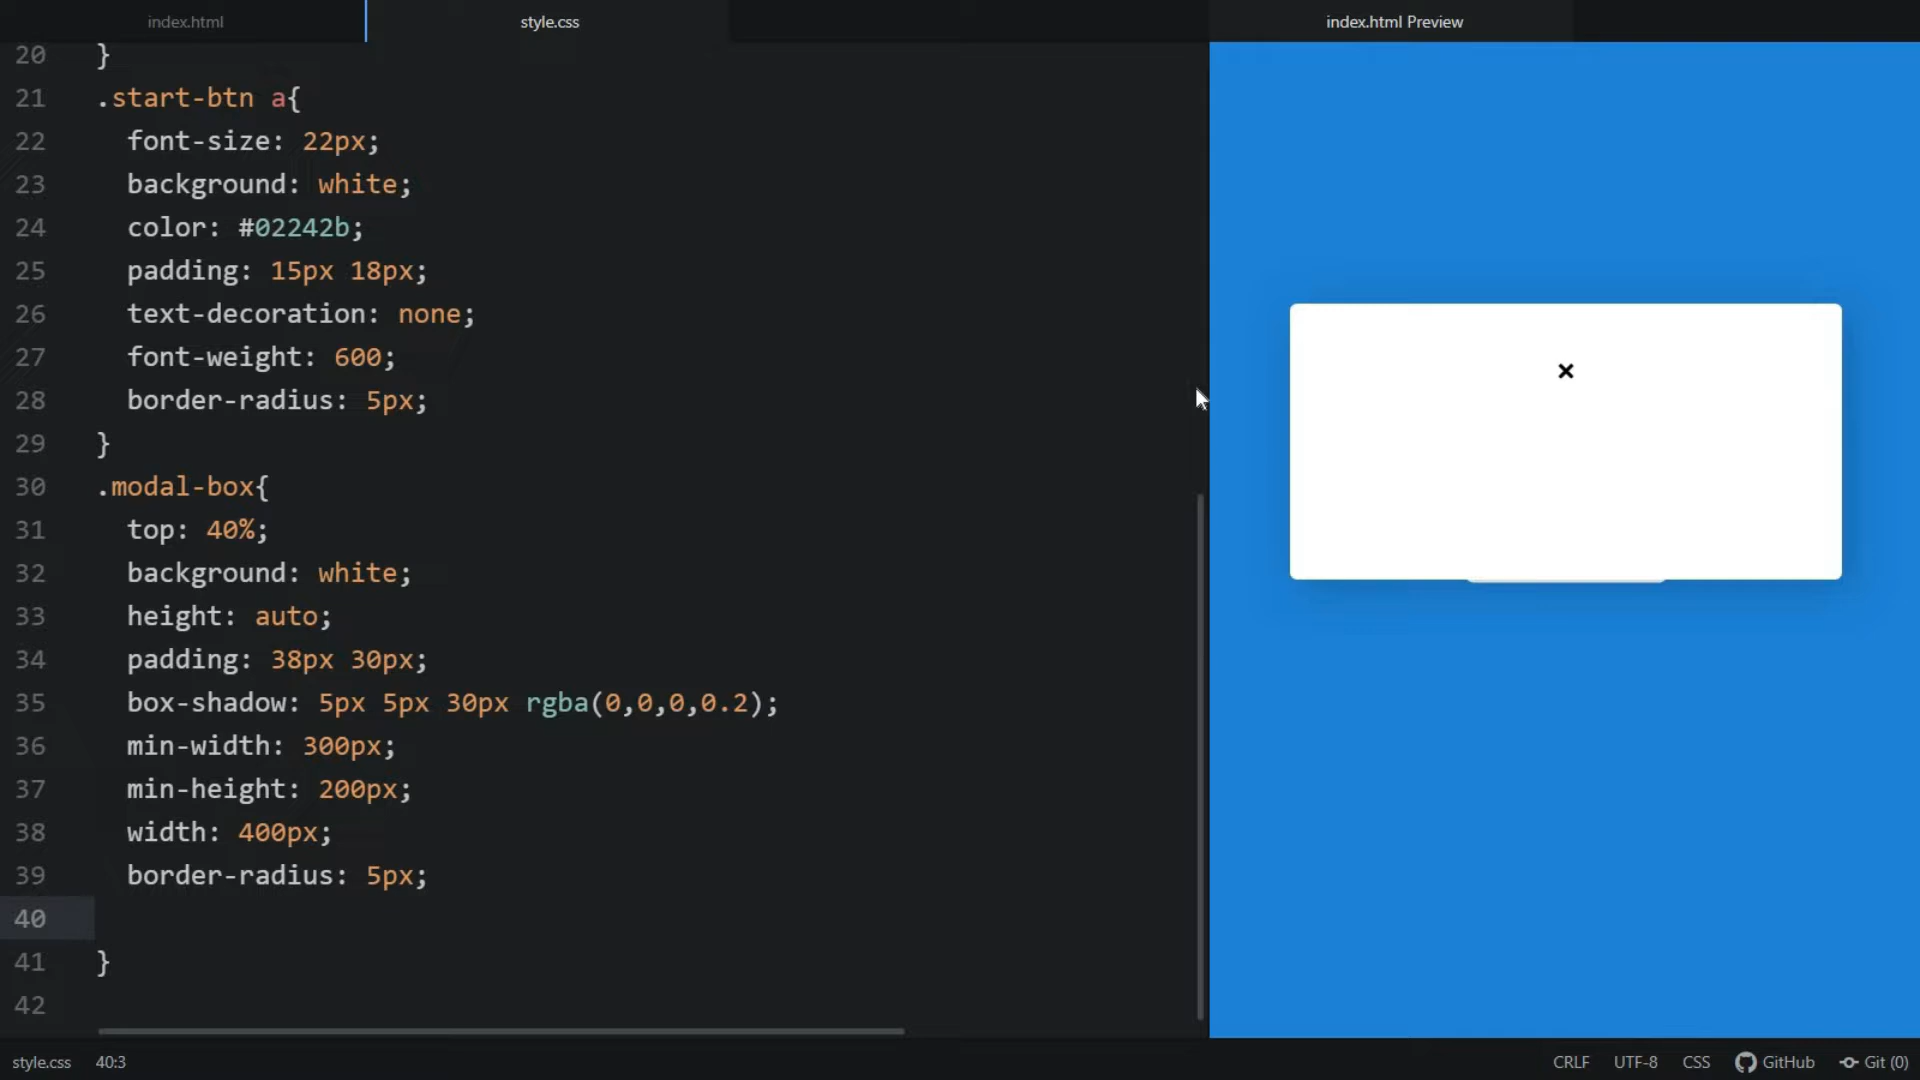 index.html
style.css
index.html Preview
20 }
21 .start-btn a{
22 font-size: 22px;
23 background: white;
24 color: #02242b;
25 padding: 15px 18px;
26 text-decoration: none;
27 font-weight: 600;
28 border-radius: 5px;
29 }
30 .modal-box{
31 top: 40%;
32 background: white;
33 height: auto;
34 padding: 38px 30px;
35 box-shadow: 5px 5px 30px rgba(0,0,0,0.2);
36 min-width: 300px;
37 min-height: 200px;
38 width: 400px;
39 border-radius: 5px;
40
41 }
42
style.css 40:3 CRLF UTF-8 CSS GitHub Git (0)